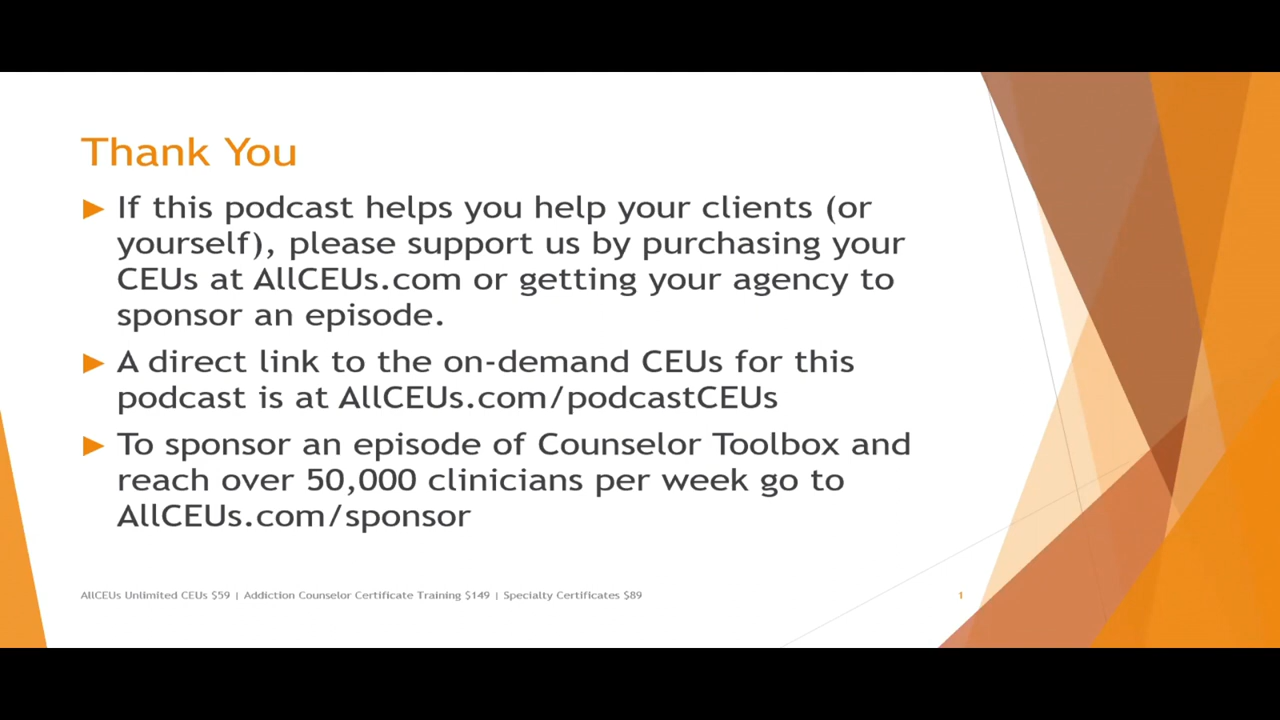 Thank You
If this podcast helps you help your clients (or
yourself), please support us by purchasing your
CEUs at AllCEUs.com or getting your agency to
sponsor an episode.
A direct link to the on-demand CEUs for this
podcast is at AllCEUs.com/podcastCEUs
To sponsor an episode of Counselor Toolbox and
reach over 50,000 clinicians per week go to
AllCEUs.com/sponsor
AllCEUs Unlimited CEUs $59 | Addiction Counselor Certificate Training $149 | Specialty Certificates $89
1